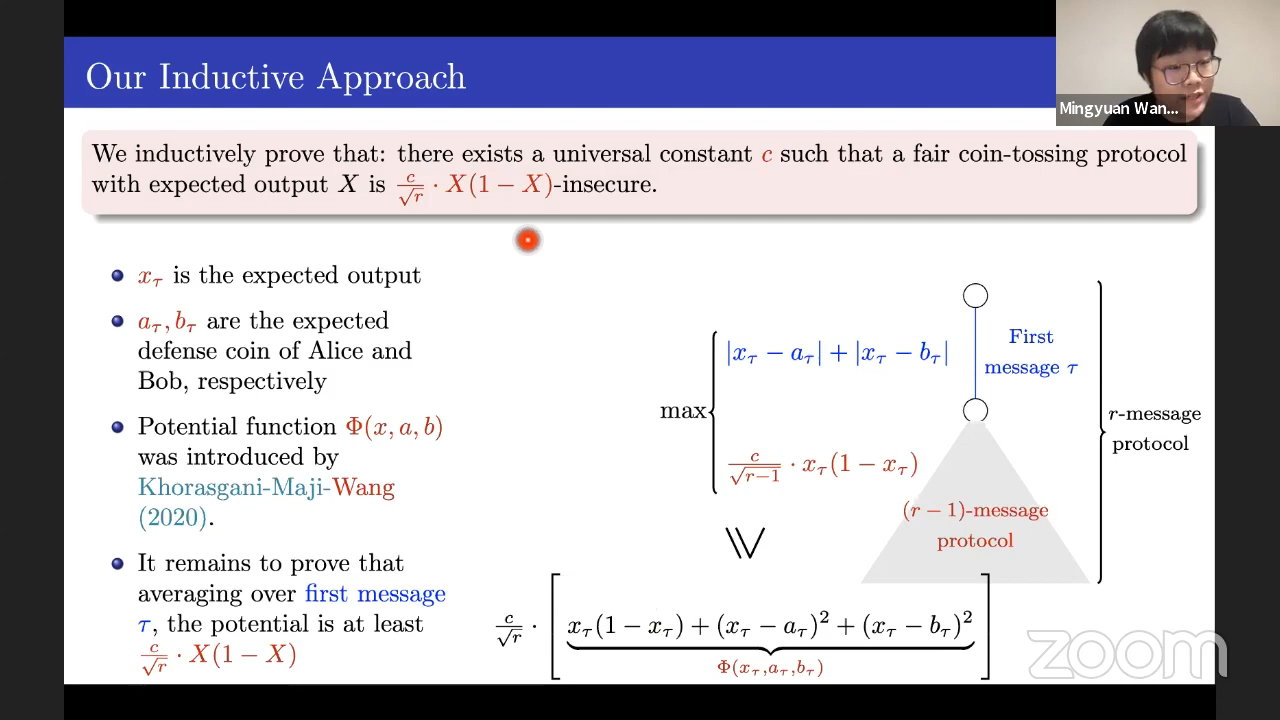 Our Inductive Approach
Mingyuan Wan...
We inductively prove that: there exists a universal constant c such that a fair coin-tossing protocol
with expected output X is c/√r · X(1 − X)-insecure.
x_τ is the expected output
a_τ, b_τ are the expected
defense coin of Alice and
Bob, respectively
Potential function Φ(x, a, b)
was introduced by
Khorasgani-Maji-Wang
(2020).
It remains to prove that
averaging over first message
τ, the potential is at least
c/√r · X(1 − X)
max{
|x_τ − a_τ| + |x_τ − b_τ|
c/√(r−1) · x_τ(1 − x_τ)
First
message τ
(r − 1)-message
protocol
r-message
protocol
c/√r · [x_τ(1 − x_τ) + (x_τ − a_τ)² + (x_τ − b_τ)²]
Φ(x_τ,a_τ,b_τ)
zoom